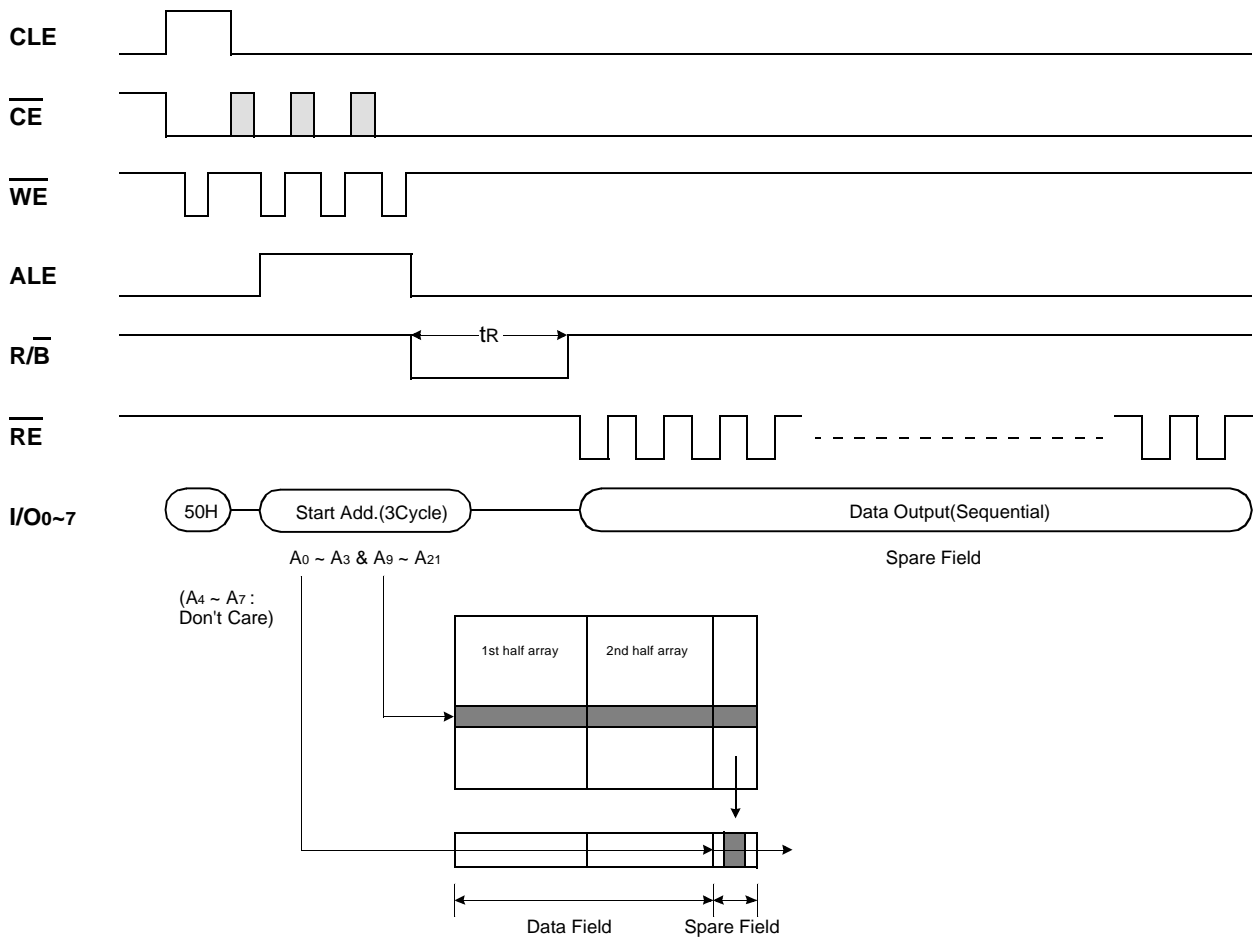 CLE
CE
WE
ALE
R/B
tR
RE
I/O0~7
50H
Start Add.(3Cycle)
Data Output(Sequential)
A0 ~ A3 & A9 ~ A21
Spare Field
(A4 ~ A7 :
Don't Care)
1st half array
2nd half array
Data Field
Spare Field